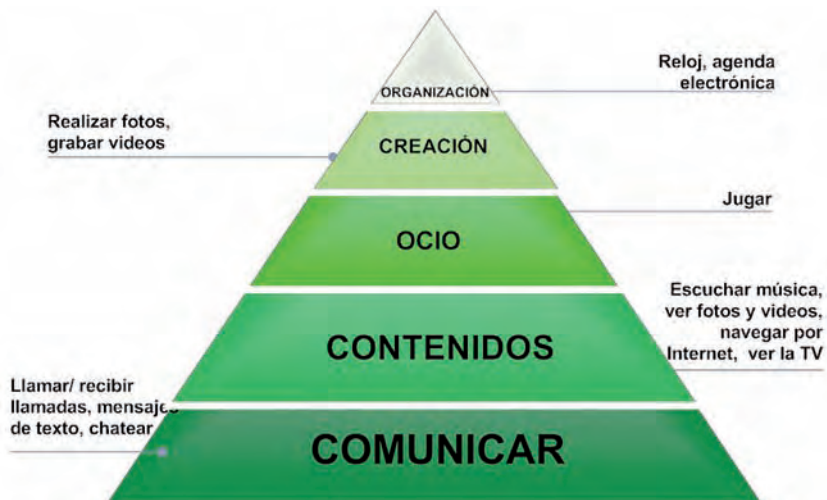 Reloj, agenda
electrónica
ORGANIZACIÓN
Realizar fotos,
grabar videos
CREACIÓN
Jugar
OCIO
Escuchar música,
ver fotos y videos,
navegar por
Internet, ver la TV
CONTENIDOS
Llamar/ recibir
llamadas, mensajes
de texto, chatear
COMUNICAR